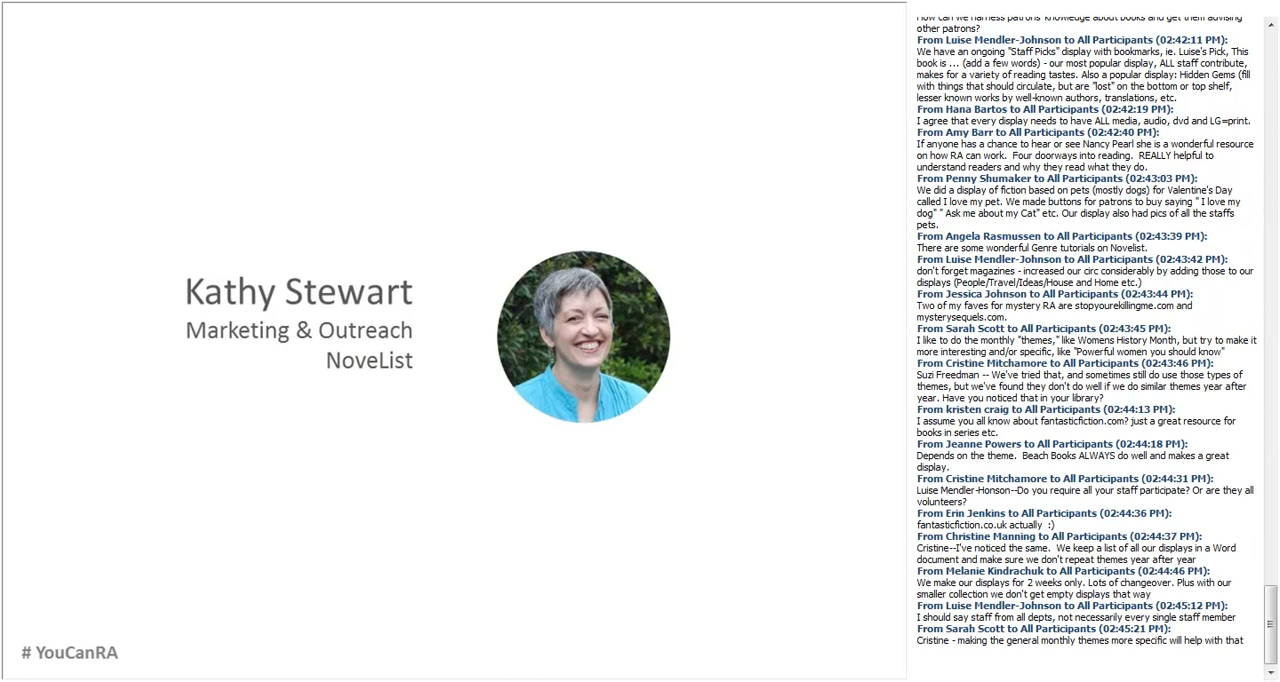 Kathy Stewart
Marketing & Outreach
NoveList
# YouCanRA
How can we harness patrons' knowledge about books and get them advising
other patrons?
From Luise Mendler-Johnson to All Participants (02:42:11 PM):
We have an ongoing "Staff Picks" display with bookmarks, ie. Luise's Pick, This
book is ... (add a few words) - our most popular display, ALL staff contribute,
makes for a variety of reading tastes. Also a popular display: Hidden Gems (fill
with things that should circulate, but are "lost" on the bottom or top shelf,
lesser known works by well-known authors, translations, etc.
From Hana Bartos to All Participants (02:42:19 PM):
I agree that every display needs to have ALL media, audio, dvd and LG=print.
From Amy Barr to All Participants (02:42:40 PM):
If anyone has a chance to hear or see Nancy Pearl she is a wonderful resource
on how RA can work.  Four doorways into reading.  REALLY helpful to
understand readers and why they read what they do.
From Penny Shumaker to All Participants (02:43:03 PM):
We did a display of fiction based on pets (mostly dogs) for Valentine's Day
called I love my pet. We made buttons for patrons to buy saying " I love my
dog" " Ask me about my Cat" etc. Our display also had pics of all the staffs
pets.
From Angela Rasmussen to All Participants (02:43:39 PM):
There are some wonderful Genre tutorials on Novelist.
From Luise Mendler-Johnson to All Participants (02:43:42 PM):
don't forget magazines - increased our circ considerably by adding those to our
displays (People/Travel/Ideas/House and Home etc.)
From Jessica Johnson to All Participants (02:43:44 PM):
Two of my faves for mystery RA are stopyourekillingme.com and
mysterysequels.com.
From Sarah Scott to All Participants (02:43:45 PM):
I like to do the monthly "themes," like Womens History Month, but try to make it
more interesting and/or specific, like "Powerful women you should know"
From Cristine Mitchamore to All Participants (02:43:46 PM):
Suzi Freedman -- We've tried that, and sometimes still do use those types of
themes, but we've found they don't do well if we do similar themes year after
year. Have you noticed that in your library?
From kristen craig to All Participants (02:44:13 PM):
I assume you all know about fantasticfiction.com? just a great resource for
books in series etc.
From Jeanne Powers to All Participants (02:44:18 PM):
Depends on the theme.  Beach Books ALWAYS do well and makes a great
display.
From Cristine Mitchamore to All Participants (02:44:31 PM):
Luise Mendler-Honson--Do you require all your staff participate? Or are they all
volunteers?
From Erin Jenkins to All Participants (02:44:36 PM):
fantasticfiction.co.uk actually  :)
From Christine Manning to All Participants (02:44:37 PM):
Cristine--I've noticed the same.  We keep a list of all our displays in a Word
document and make sure we don't repeat themes year after year
From Melanie Kindrachuk to All Participants (02:44:46 PM):
We make our displays for 2 weeks only. Lots of changeover. Plus with our
smaller collection we don't get empty displays that way
From Luise Mendler-Johnson to All Participants (02:45:12 PM):
I should say staff from all depts, not necessarily every single staff member
From Sarah Scott to All Participants (02:45:21 PM):
Cristine - making the general monthly themes more specific will help with that